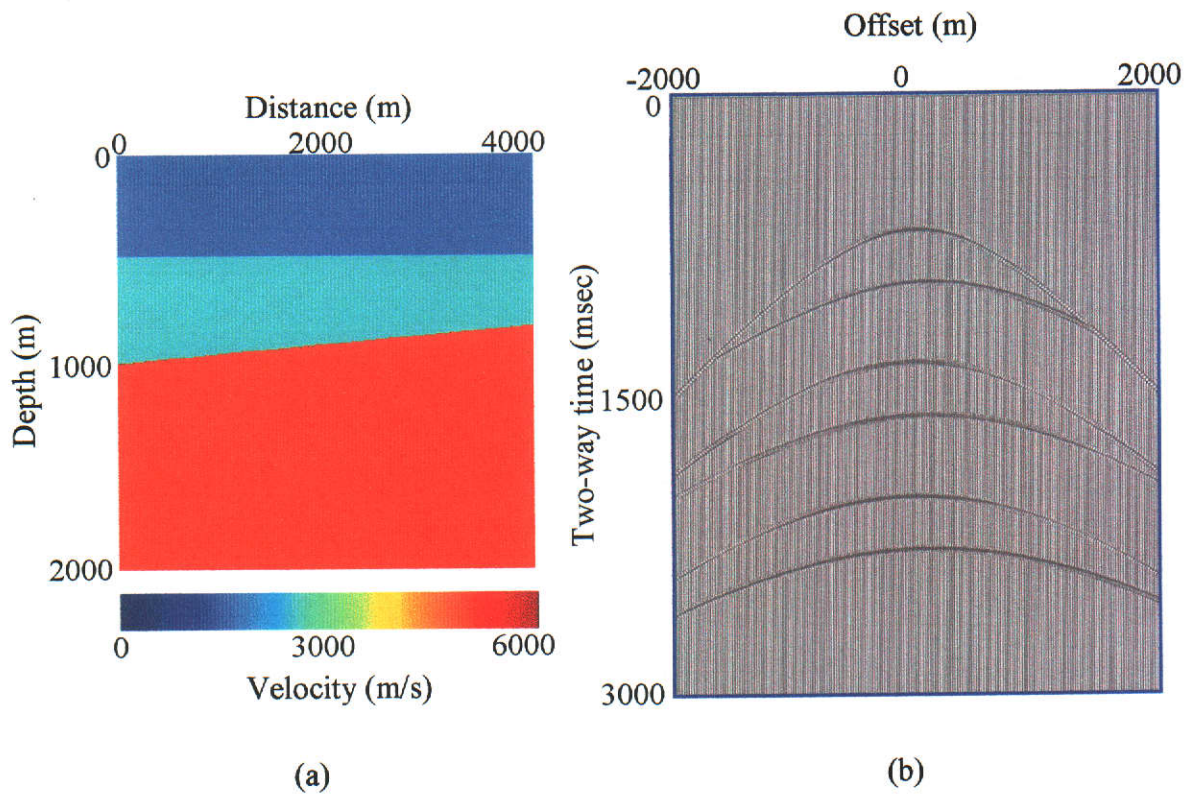 Offset (m)
-2000 0 2000
0
1500
3000
Two-way time (msec)
Distance (m)
0 2000 4000
0
1000
2000
Depth (m)
0 3000 6000
Velocity (m/s)
(a)
(b)